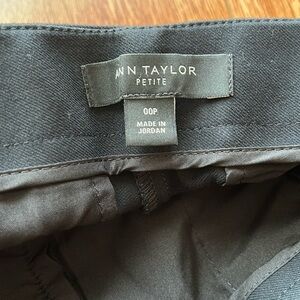 ANN TAYLOR
PETITE
00P
MADE IN
JORDAN